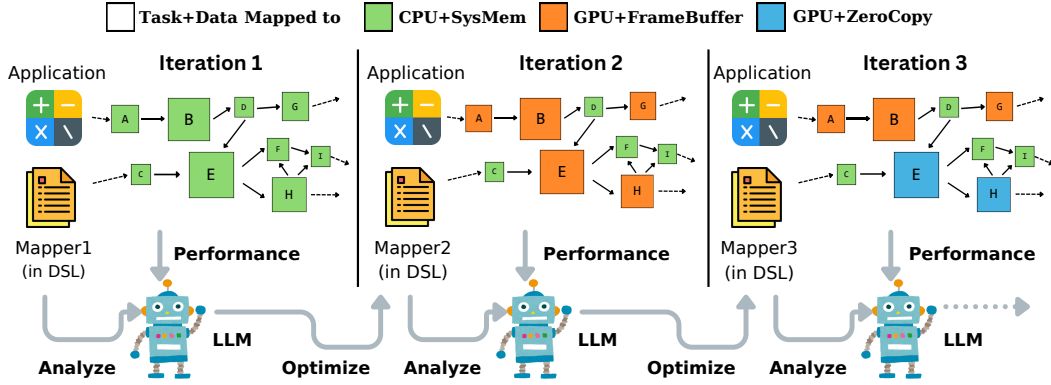 Task+Data Mapped to
CPU+SysMem
GPU+FrameBuffer
GPU+ZeroCopy
Iteration 1
Application
+ −
X \
A
B
D
G
C
E
F
I
H
Mapper1
(in DSL)
Performance
Analyze
LLM
Optimize
Iteration 2
Application
+ −
X \
A
B
D
G
C
E
F
I
H
Mapper2
(in DSL)
Performance
Analyze
LLM
Optimize
Iteration 3
Application
+ −
X \
A
B
D
G
C
E
F
I
H
Mapper3
(in DSL)
Performance
Analyze
LLM